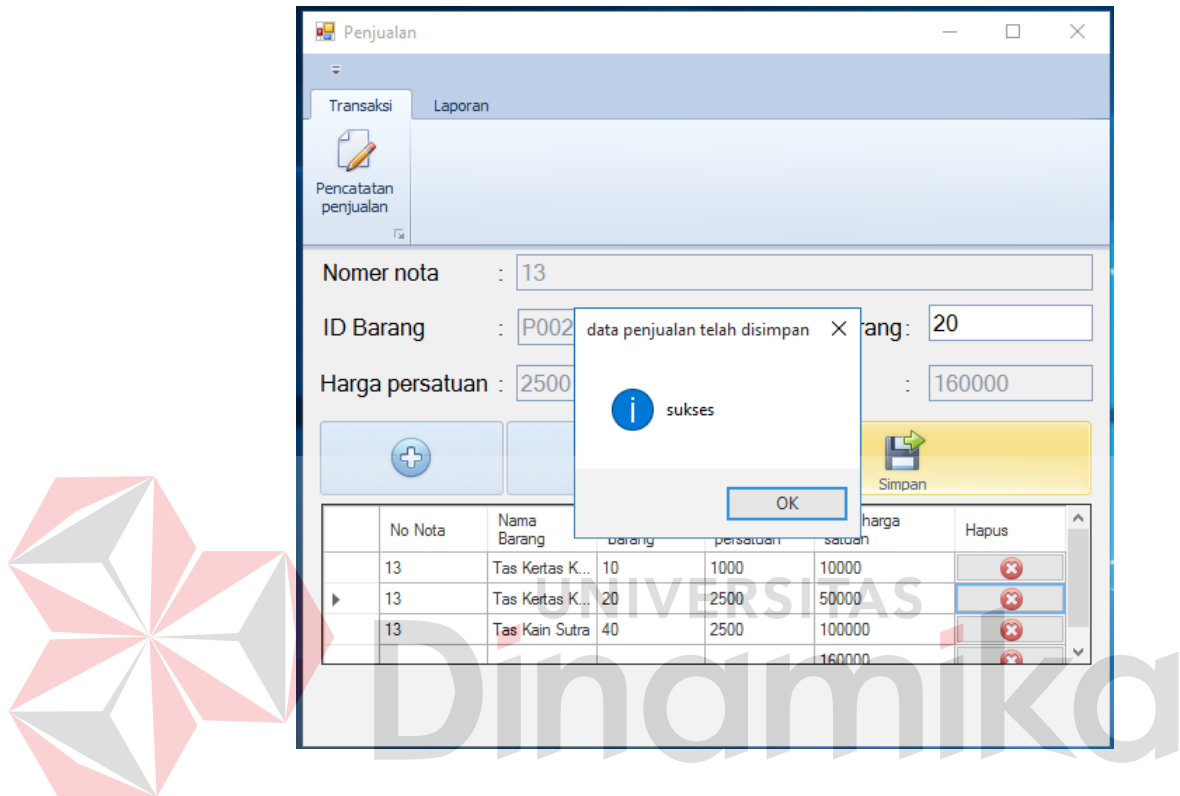 Penjualan
Transaksi Laporan
Pencatatan
penjualan
Nomer nota : 13
ID Barang : P002
rang : 20
Harga persatuan : 2500
: 160000
data penjualan telah disimpan
sukses
OK
Simpan
No Nota Nama Barang Barang persatuan harga satuan Hapus
13 Tas Kertas K... 10 1000 10000
13 Tas Kertas K... 20 2500 50000
13 Tas Kain Sutra 40 2500 100000
160000
UNIVERSITAS
Dinamika